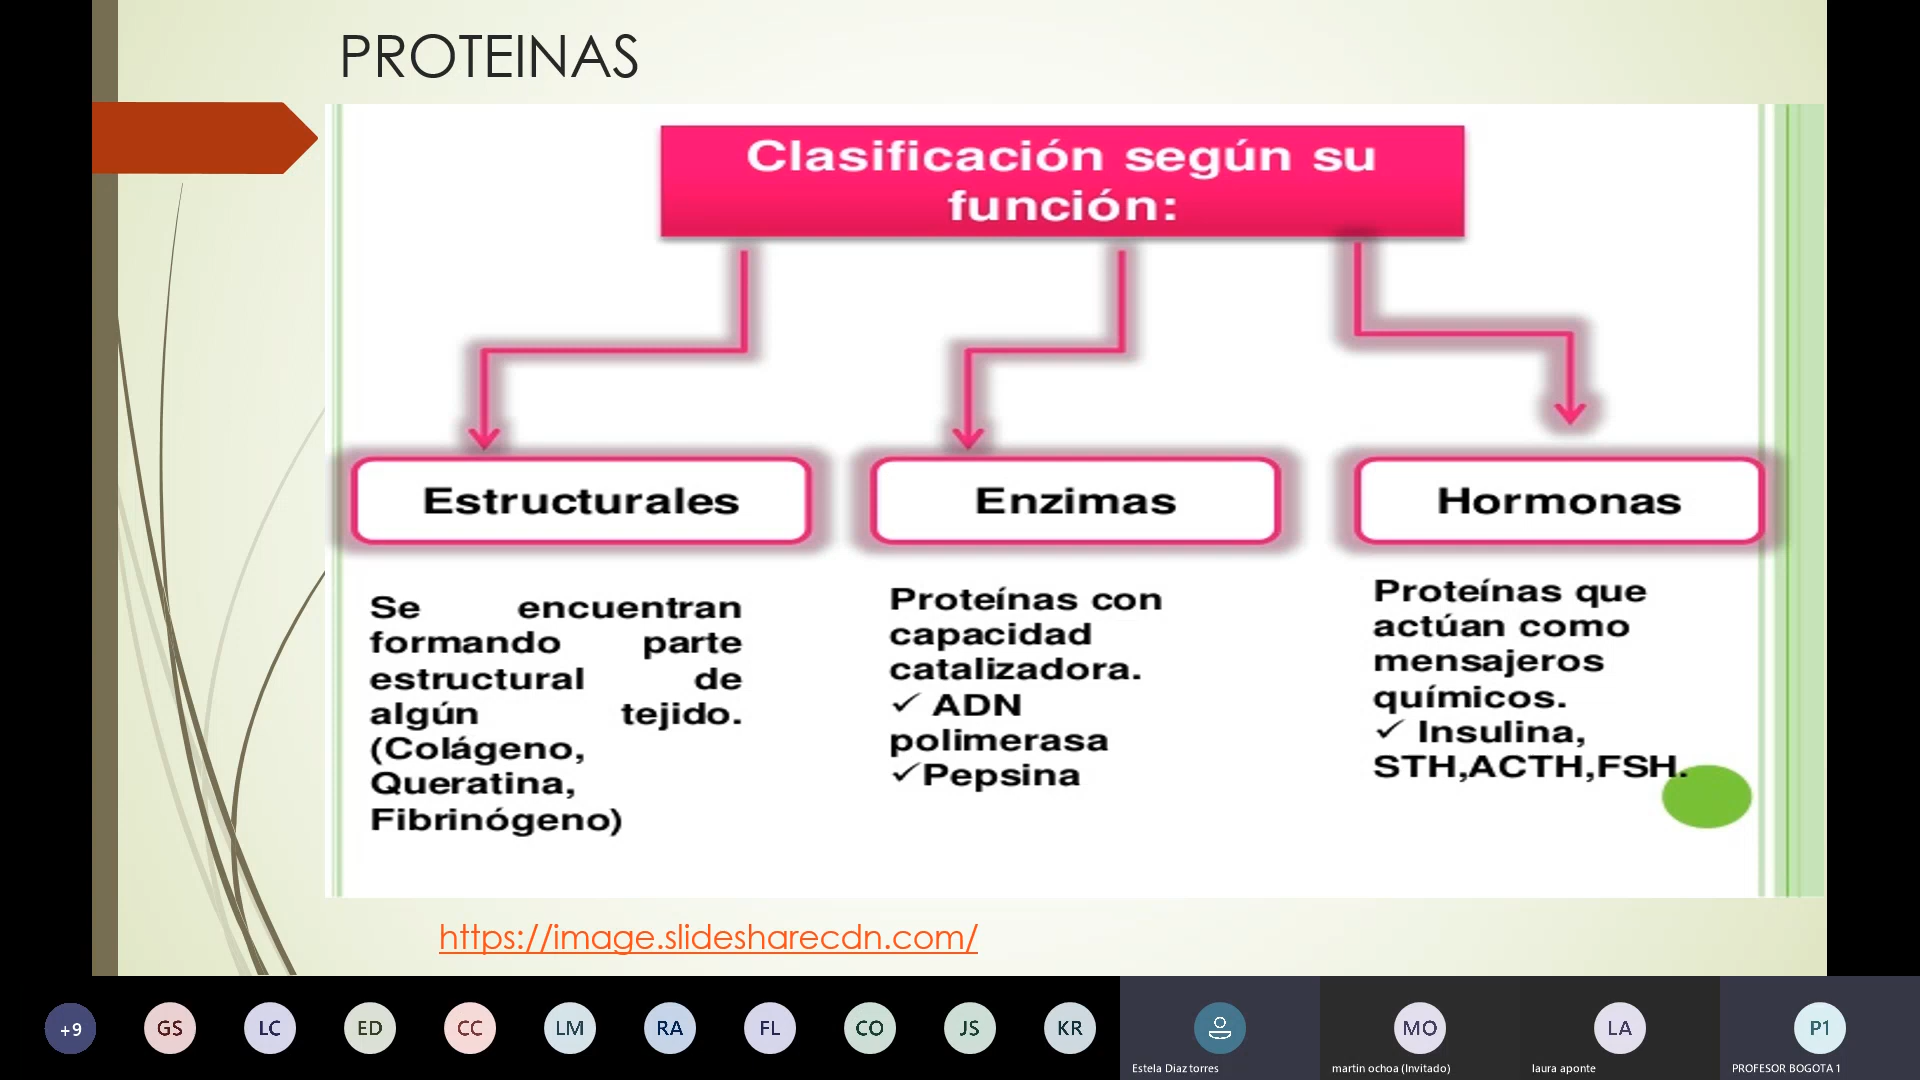 PROTEINAS
Clasificación según su
función:
Estructurales
Enzimas
Hormonas
Se encuentran
formando parte
estructural de
algún tejido.
(Colágeno,
Queratina,
Fibrinógeno)
Proteínas con
capacidad
catalizadora.
✓ ADN
polimerasa
✓Pepsina
Proteínas que
actúan como
mensajeros
químicos.
✓ Insulina,
STH,ACTH,FSH.
https://image.slidesharecdn.com/
+9
GS
LC
ED
CC
LM
RA
FL
CO
JS
KR
Estela Diaz torres
MO
martin ochoa (Invitado)
LA
laura aponte
P1
PROFESOR BOGOTA 1